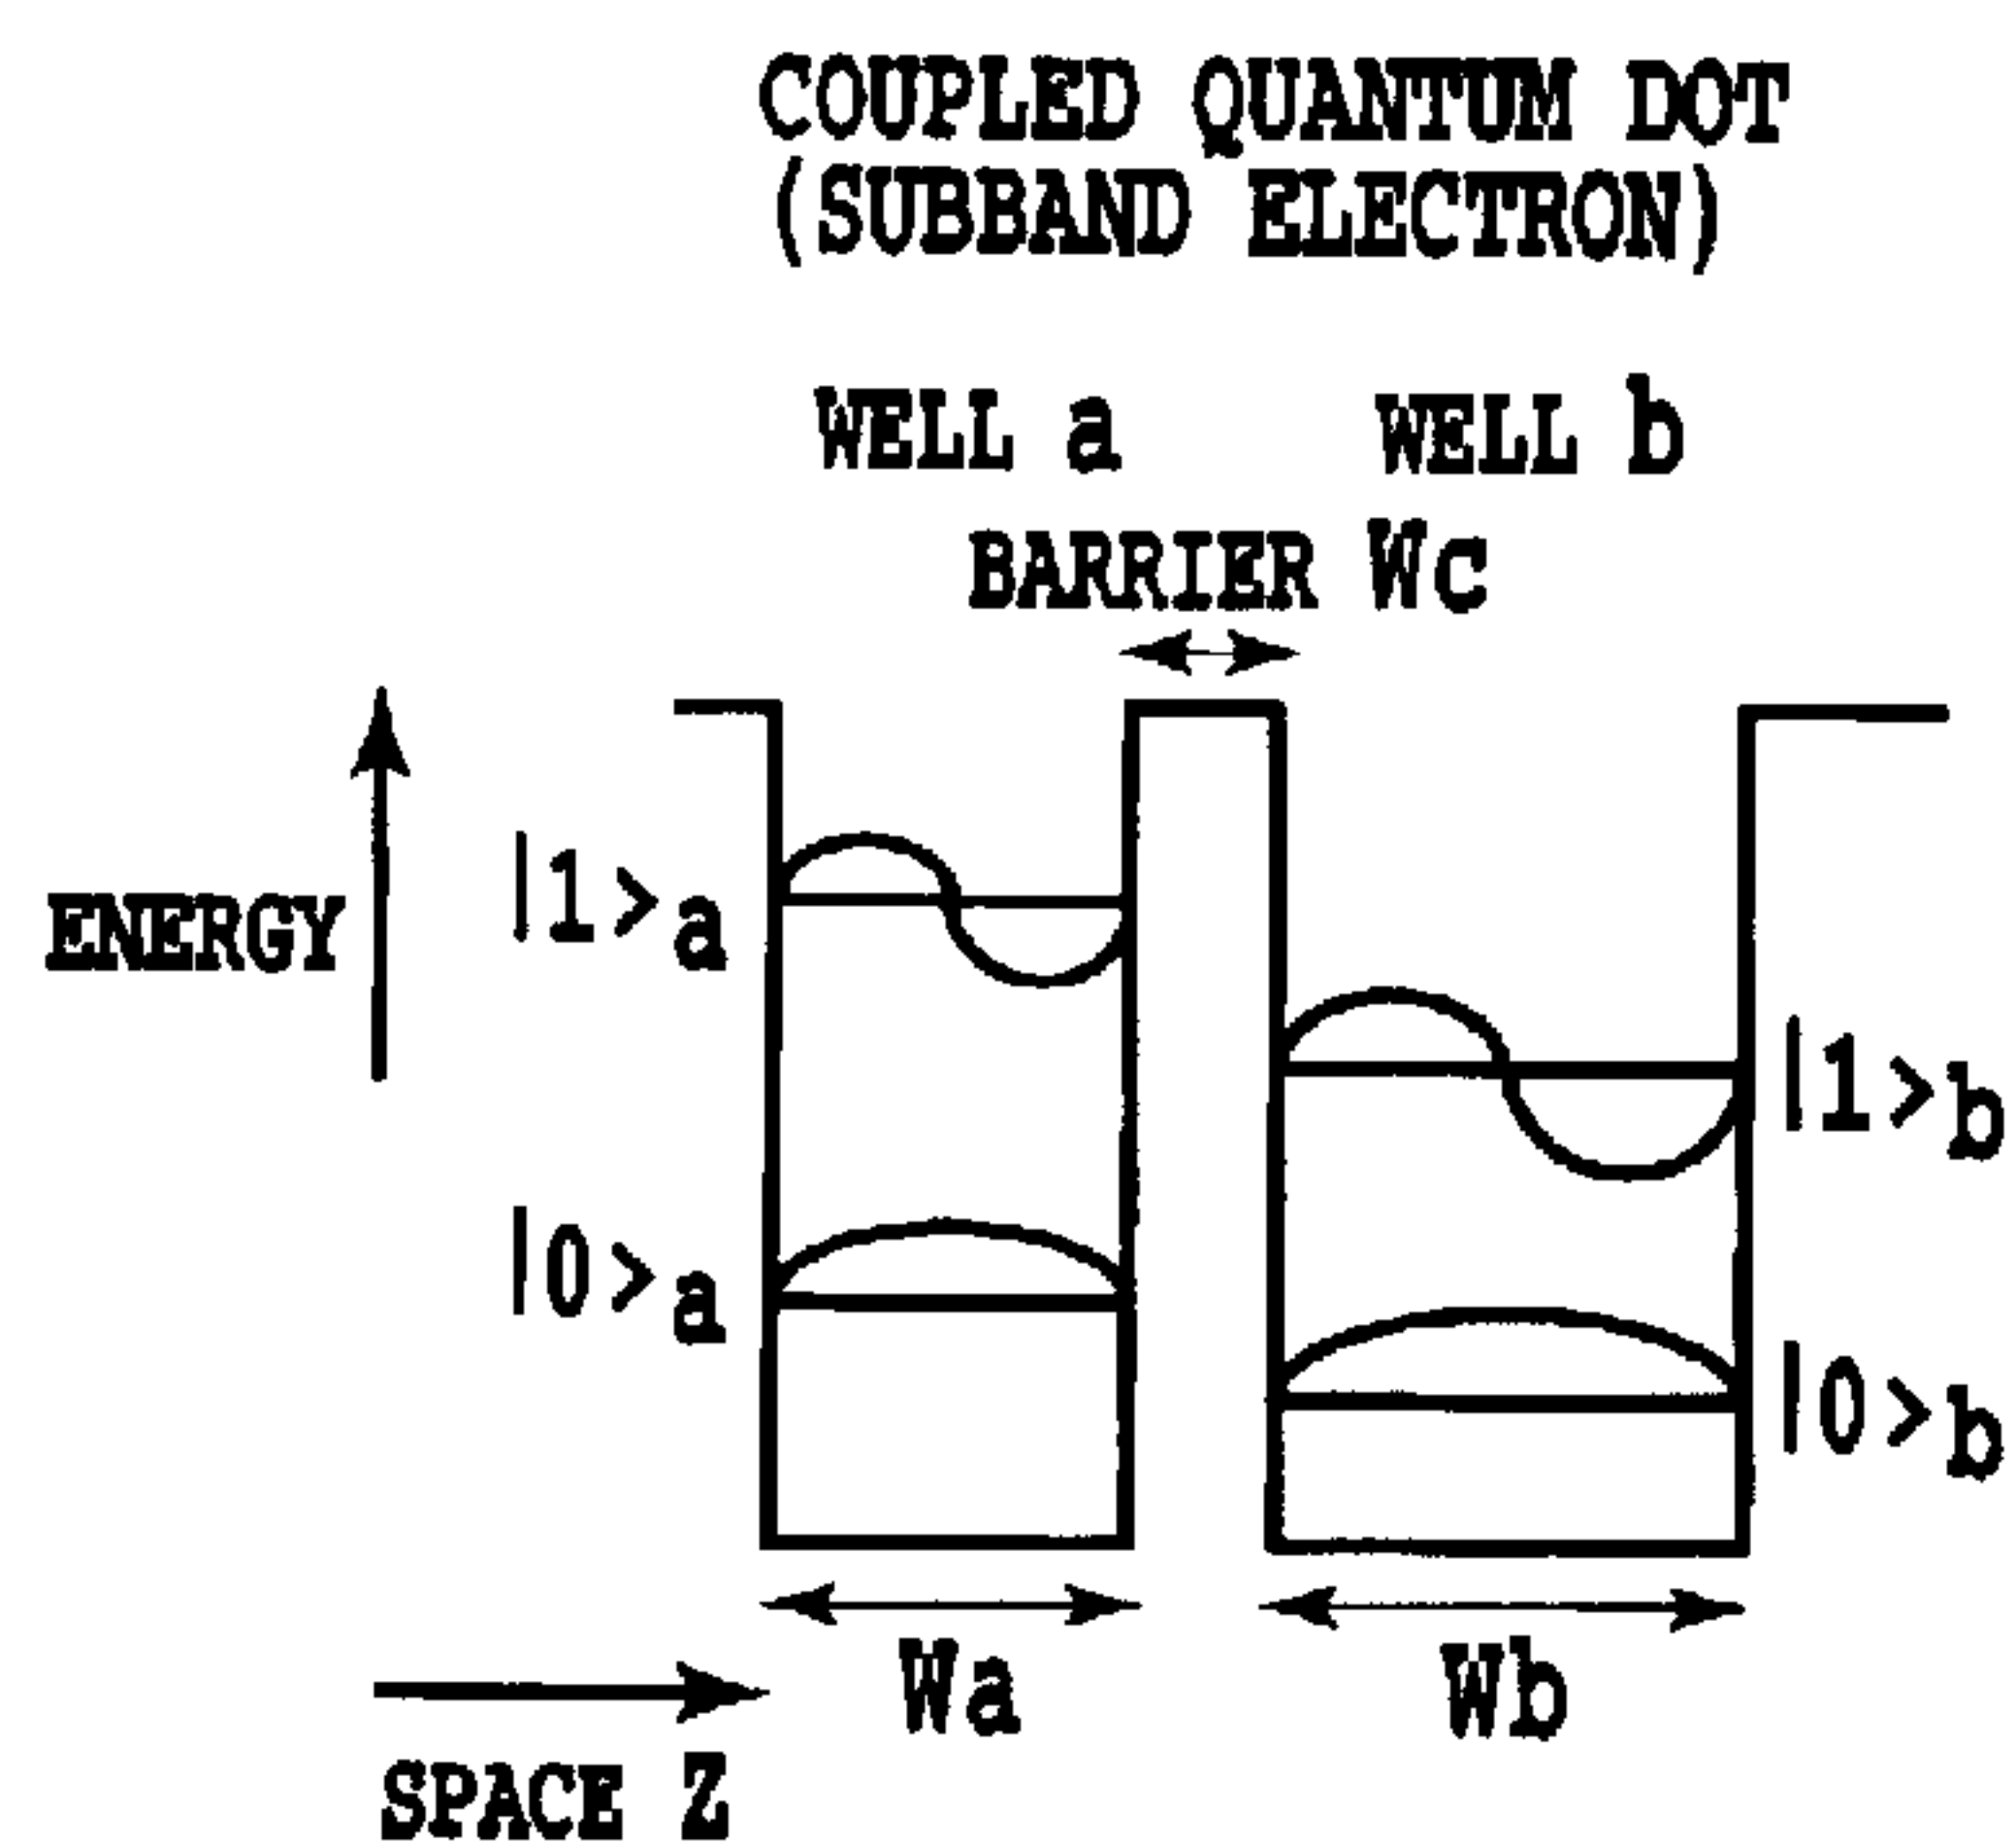 COUPLED QUANTUM DOT
(SUBBAND ELECTRON)
WELL a
WELL b
BARRIER Wc
ENERGY
|1>a
|1>b
|0>a
|0>b
Wa
Wb
SPACE Z